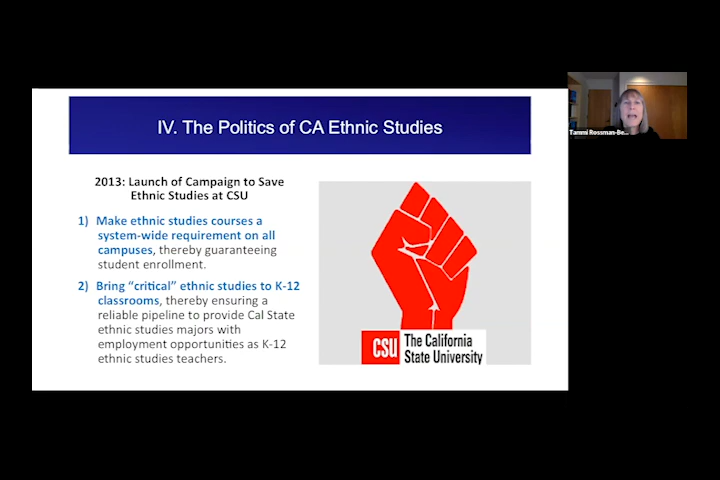 IV. The Politics of CA Ethnic Studies
2013: Launch of Campaign to Save
Ethnic Studies at CSU
1) Make ethnic studies courses a
system-wide requirement on all
campuses, thereby guaranteeing
student enrollment.
2) Bring “critical” ethnic studies to K-12
classrooms, thereby ensuring a
reliable pipeline to provide Cal State
ethnic studies majors with
employment opportunities as K-12
ethnic studies teachers.
CSU
The California
State University
Tammi Rossman-Be...